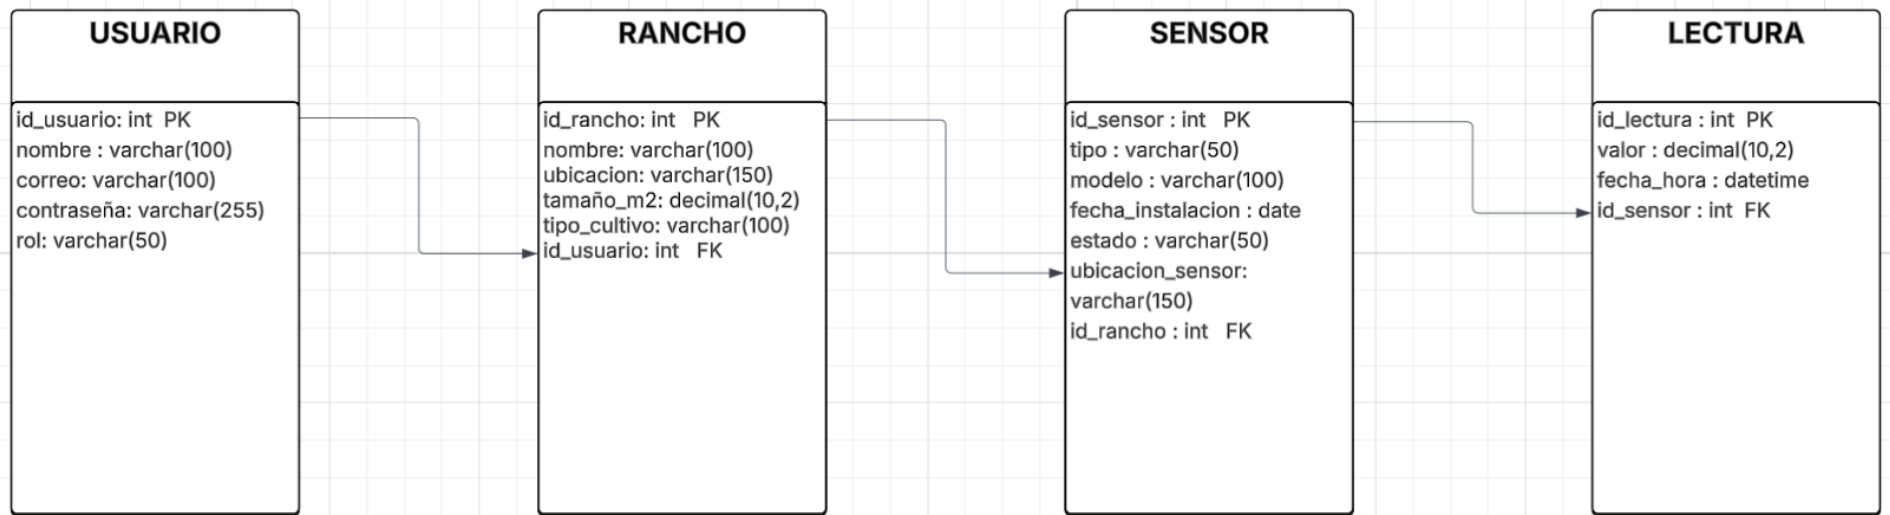 USUARIO
id_usuario: int PK
nombre : varchar(100)
correo: varchar(100)
contraseña: varchar(255)
rol: varchar(50)
RANCHO
id_rancho: int PK
nombre: varchar(100)
ubicacion: varchar(150)
tamaño_m2: decimal(10,2)
tipo_cultivo: varchar(100)
id_usuario: int FK
SENSOR
id_sensor : int PK
tipo : varchar(50)
modelo : varchar(100)
fecha_instalacion : date
estado : varchar(50)
ubicacion_sensor:
varchar(150)
id_rancho : int FK
LECTURA
id_lectura : int PK
valor : decimal(10,2)
fecha_hora : datetime
id_sensor : int FK